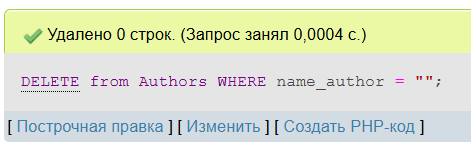 Удалено 0 строк. (Запрос занял 0,0004 с.)
DELETE from Authors WHERE name_author = "";
[ Построчная правка ] [ Изменить ] [ Создать PHP-код ]